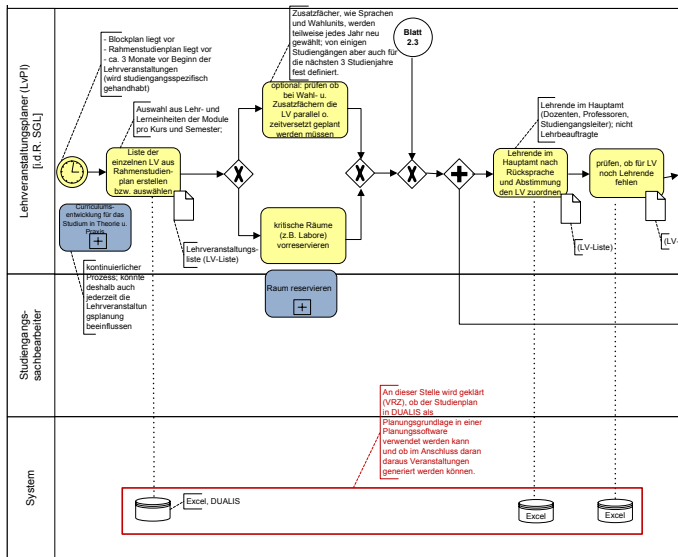 Lehrveranstaltungsplaner (LvPl)
[i.d.R. SGL]
- Blockplan liegt vor
- Rahmenstudienplan liegt vor
- ca. 3 Monate vor Beginn der
Lehrveranstaltungen
(wird studiengangsspezifisch
gehandhabt)
Auswahl aus Lehr- und
Lerneinheiten der Module
pro Kurs und Semester;
Liste der
einzelnen LV aus
Rahmenstudien-
plan erstellen
bzw. auswählen
Curriculums-
entwicklung für das
Studium in Theorie u.
Praxis
Lehrveranstaltungs-
liste (LV-Liste)
kontinuierlicher
Prozess; könnte
deshalb auch
jederzeit die
Lehrveranstaltun
gsplanung
beeinflussen
Zusatzfächer, wie Sprachen
und Wahlunits, werden
teilweise jedes Jahr neu
gewählt; von einigen
Studiengängen aber auch für
die nächsten 3 Studienjahre
fest definiert.
optional: prüfen ob
bei Wahl- u.
Zusatzfächern die
LV parallel o.
zeitversetzt geplant
werden müssen
kritische Räume
(z.B. Labore)
vorreservieren
Raum reservieren
Blatt
2.3
Lehrende im Hauptamt
(Dozenten, Professoren,
Studiengangsleiter); nicht
Lehrbeauftragte
Lehrende im
Hauptamt nach
Rücksprache
und Abstimmung
den LV zuordnen
(LV-Liste)
prüfen, ob für LV
noch Lehrende
fehlen
(LV-
Studiengangs-
sachbearbeiter
System
An dieser Stelle wird geklärt
(VRZ), ob der Studienplan
in DUALIS als
Planungsgrundlage in einer
Planungssoftware
verwendet werden kann
und ob im Anschluss daran
daraus Veranstaltungen
generiert werden können.
Excel, DUALIS
Excel
Excel